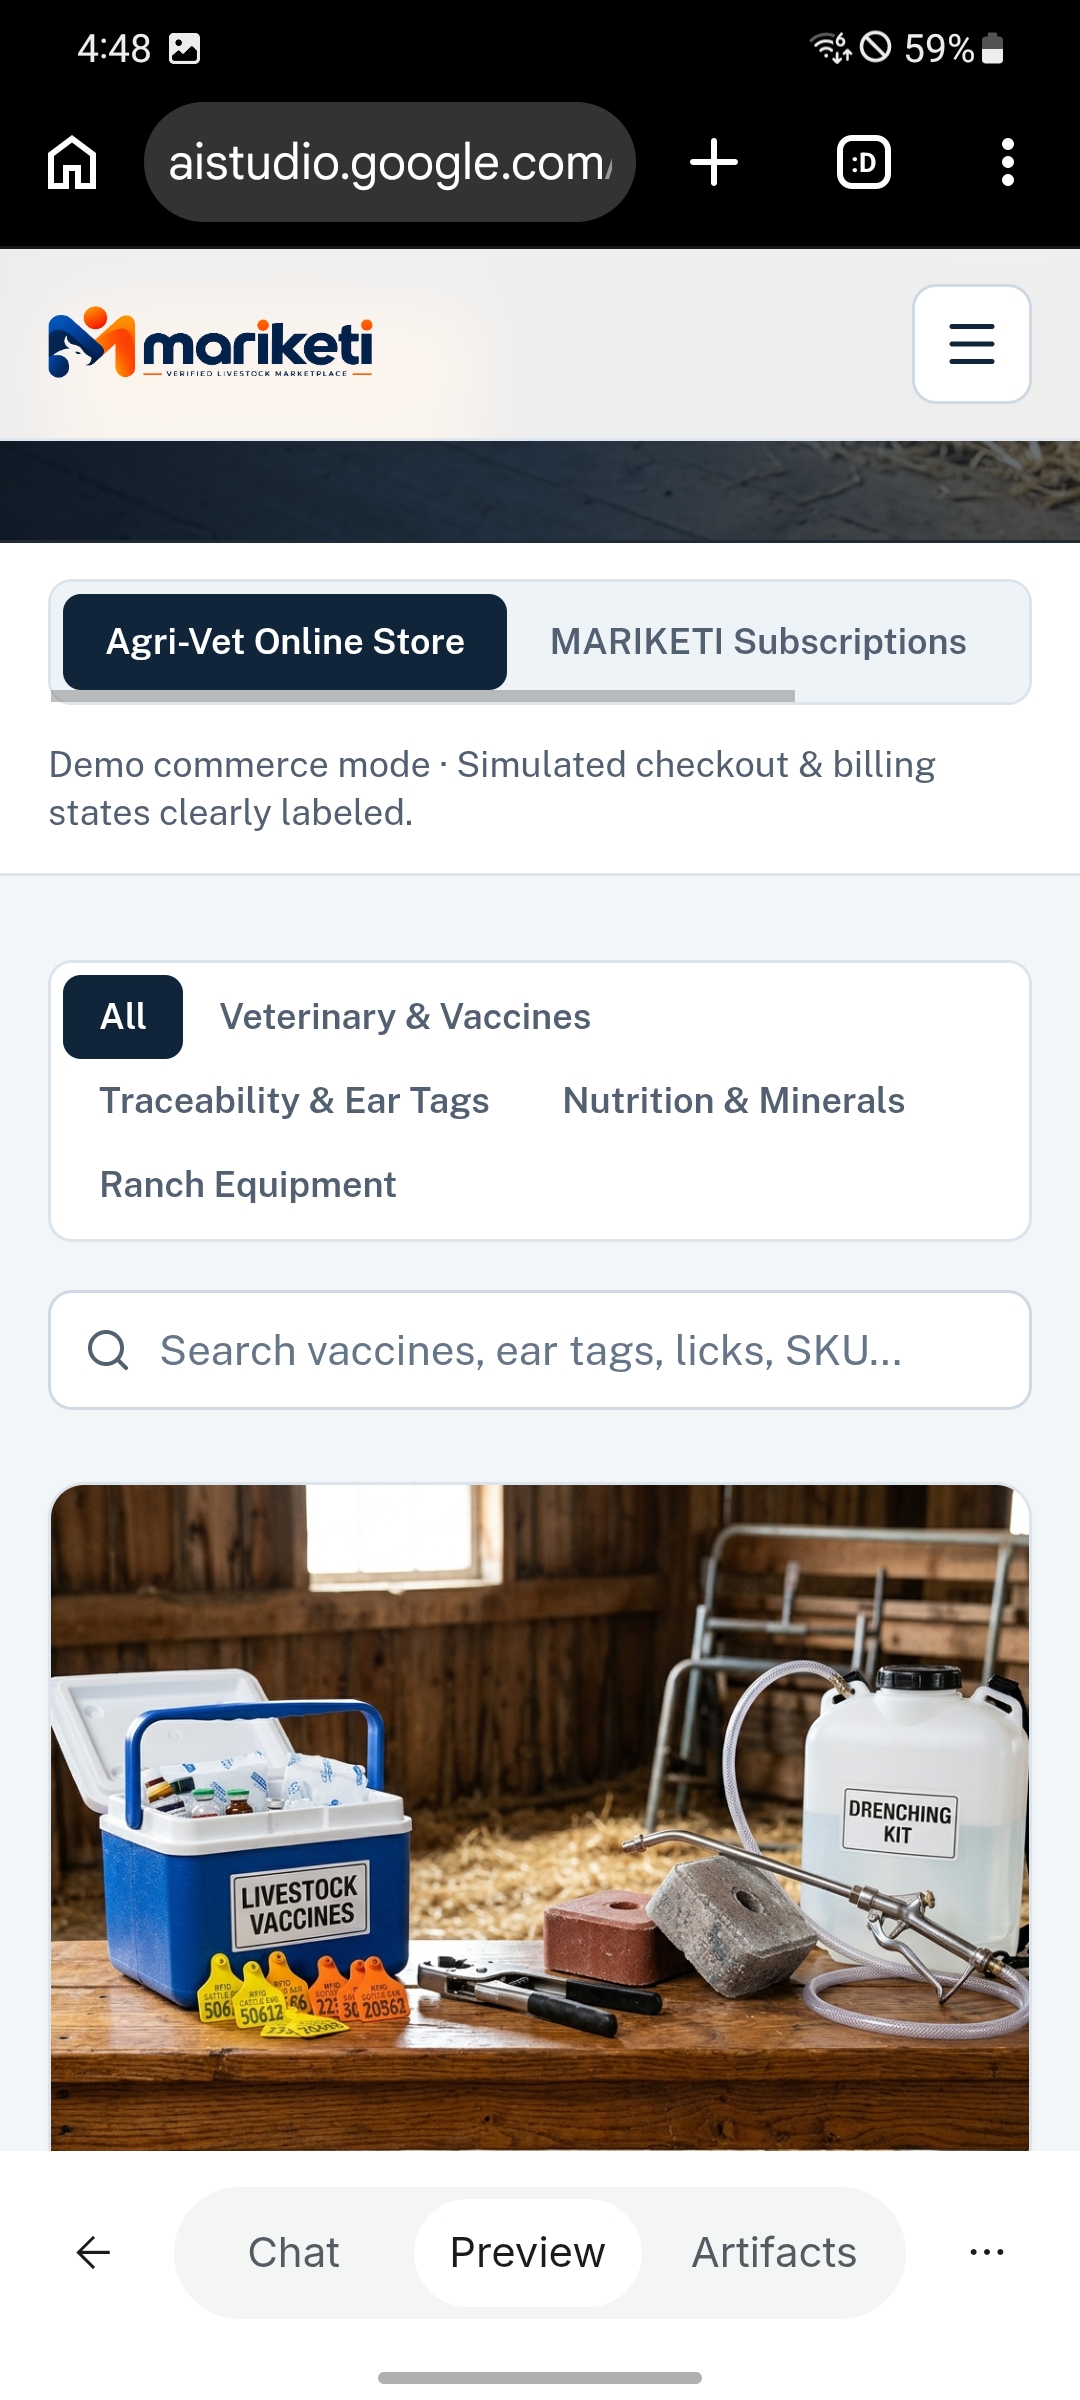 4:48
59%
aistudio.google.com/
:D
mariketi
VERIFIED LIVESTOCK MARKETPLACE
Agri-Vet Online Store
MARIKETI Subscriptions
Demo commerce mode · Simulated checkout & billing
states clearly labeled.
All
Veterinary & Vaccines
Traceability & Ear Tags
Nutrition & Minerals
Ranch Equipment
Search vaccines, ear tags, licks, SKU...
DRENCHING
KIT
LIVESTOCK
VACCINES
50612
20562
Chat
Preview
Artifacts